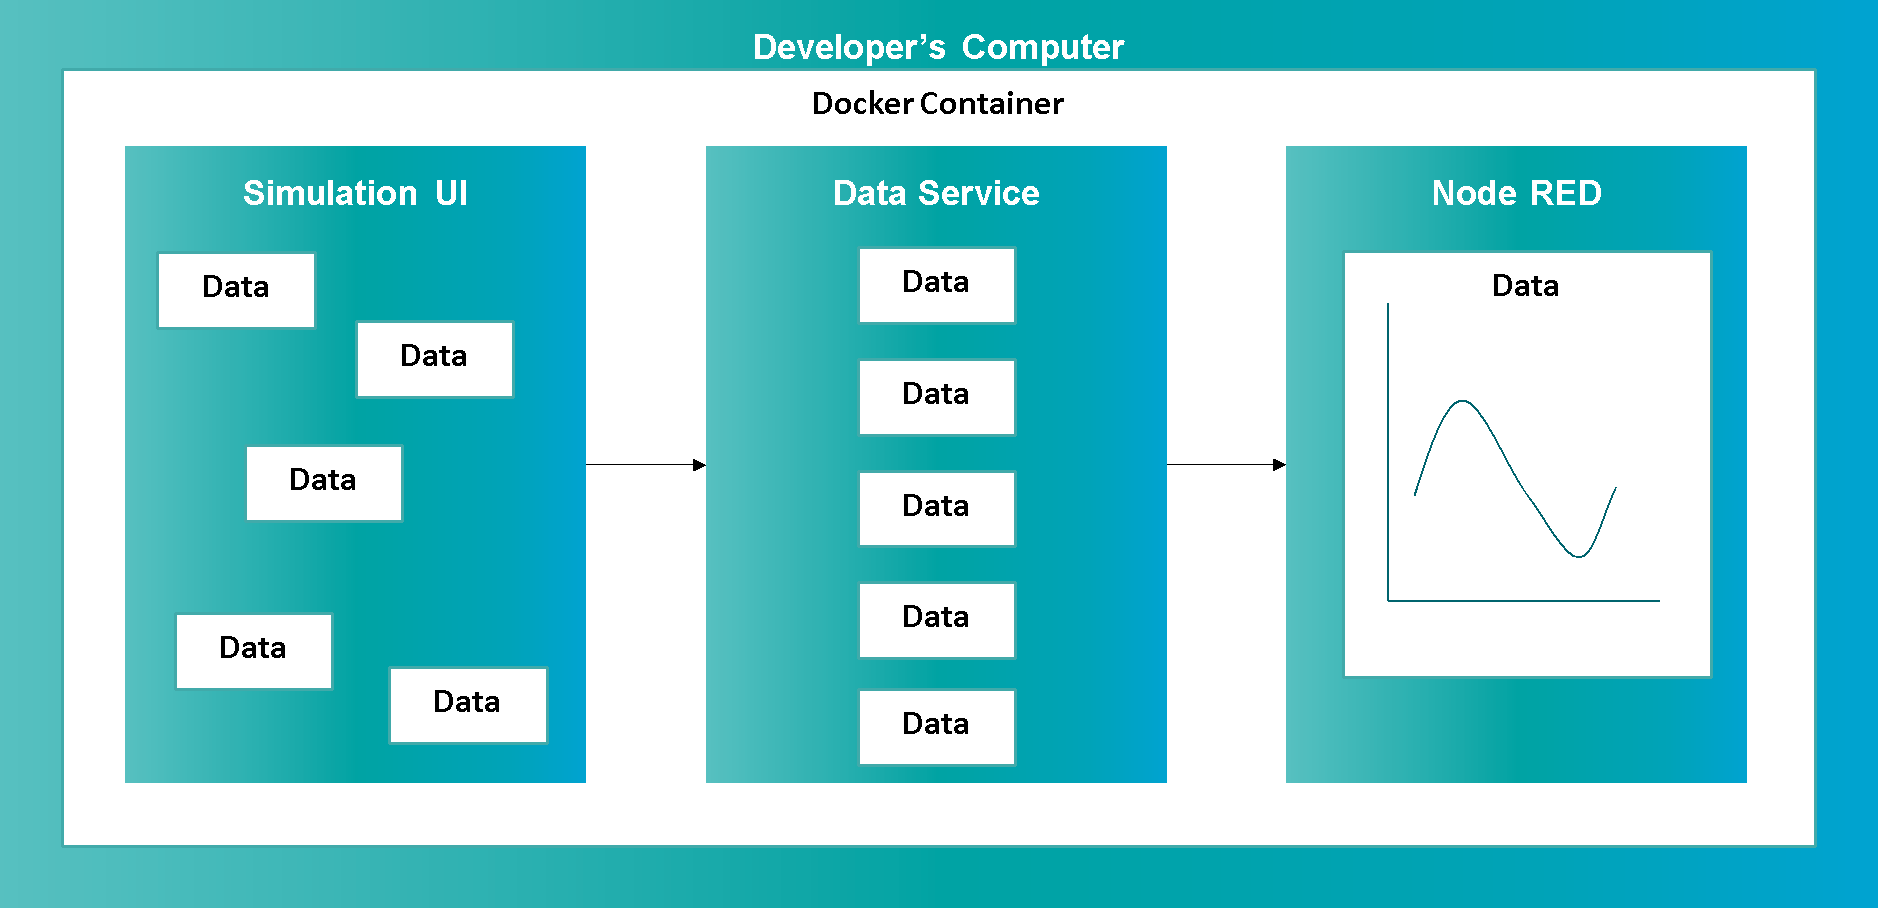 Developer’s Computer
Docker Container
Simulation UI
Data
Data
Data
Data
Data
Data Service
Data
Data
Data
Data
Data
Node RED
Data